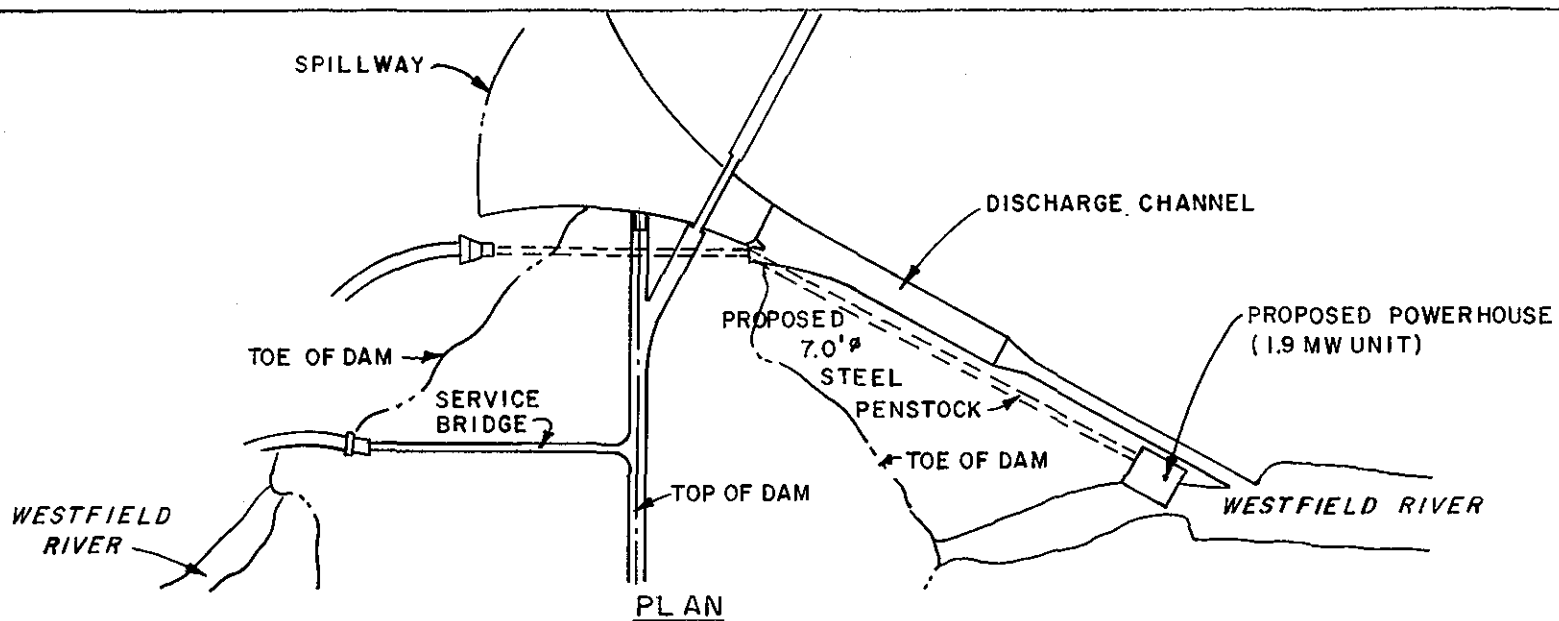 SPILLWAY
DISCHARGE CHANNEL
PROPOSED
7.0'ø
STEEL
PENSTOCK
PROPOSED POWERHOUSE
(1.9 MW UNIT)
TOE OF DAM
SERVICE
BRIDGE
TOE OF DAM
TOP OF DAM
WESTFIELD
RIVER
WESTFIELD RIVER
PLAN